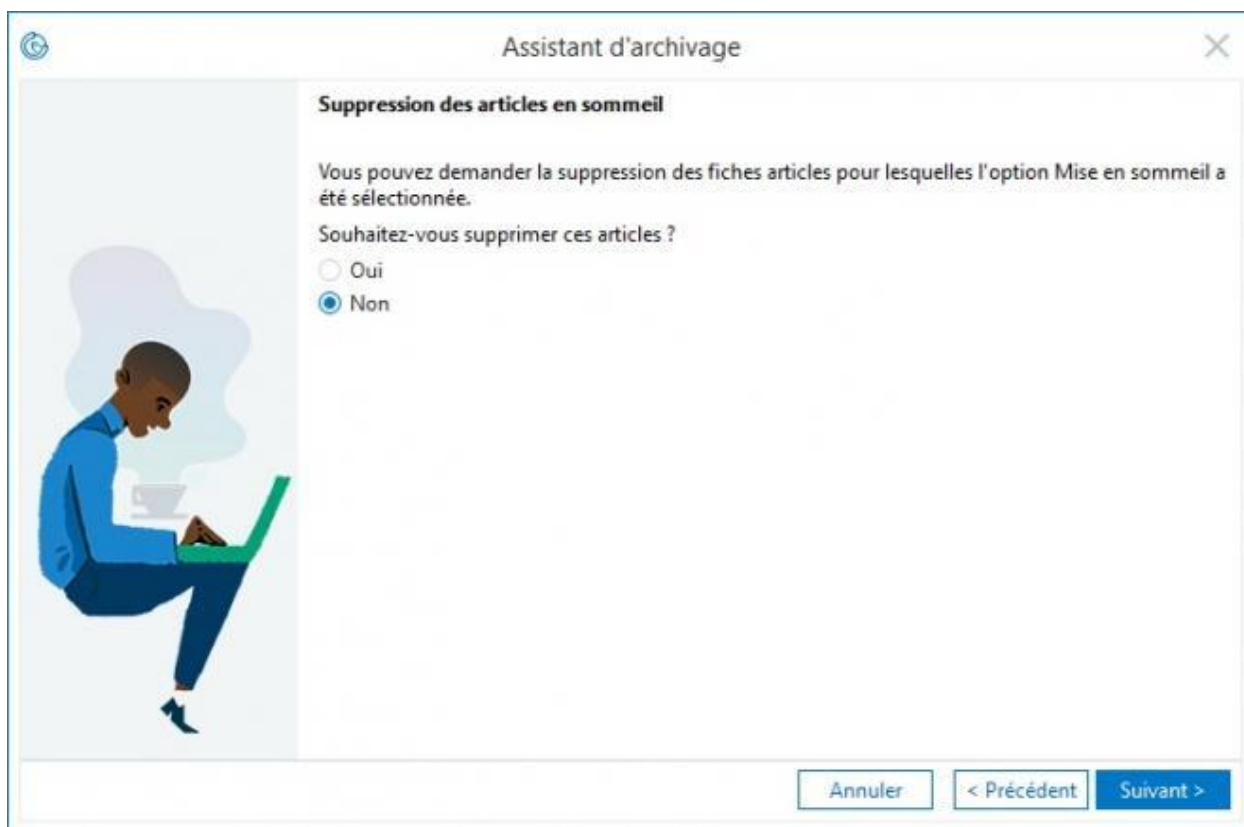 Assistant d'archivage
Suppression des articles en sommeil
Vous pouvez demander la suppression des fiches articles pour lesquelles l'option Mise en sommeil a
été sélectionnée.
Souhaitez-vous supprimer ces articles ?
Oui
Non
Annuler
< Précédent
Suivant >